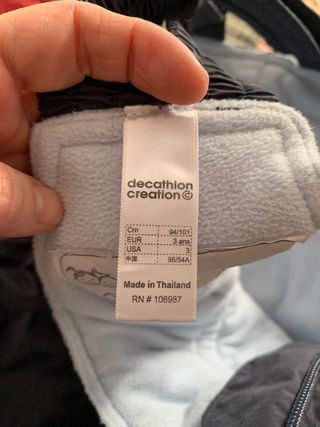 decathlon
creation©
Cm 94/101
EUR 3 ans
USA 3
中国 98/54A
Made in Thailand
RN # 106987